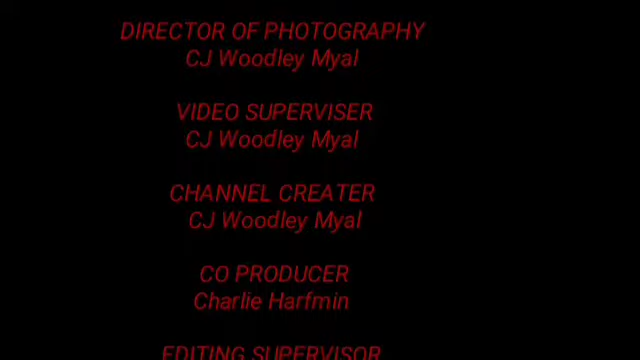 DIRECTOR OF PHOTOGRAPHY
CJ Woodley Myal
VIDEO SUPERVISER
CJ Woodley Myal
CHANNEL CREATER
CJ Woodley Myal
CO PRODUCER
Charlie Harfmin
EDITING SUPERVISOR